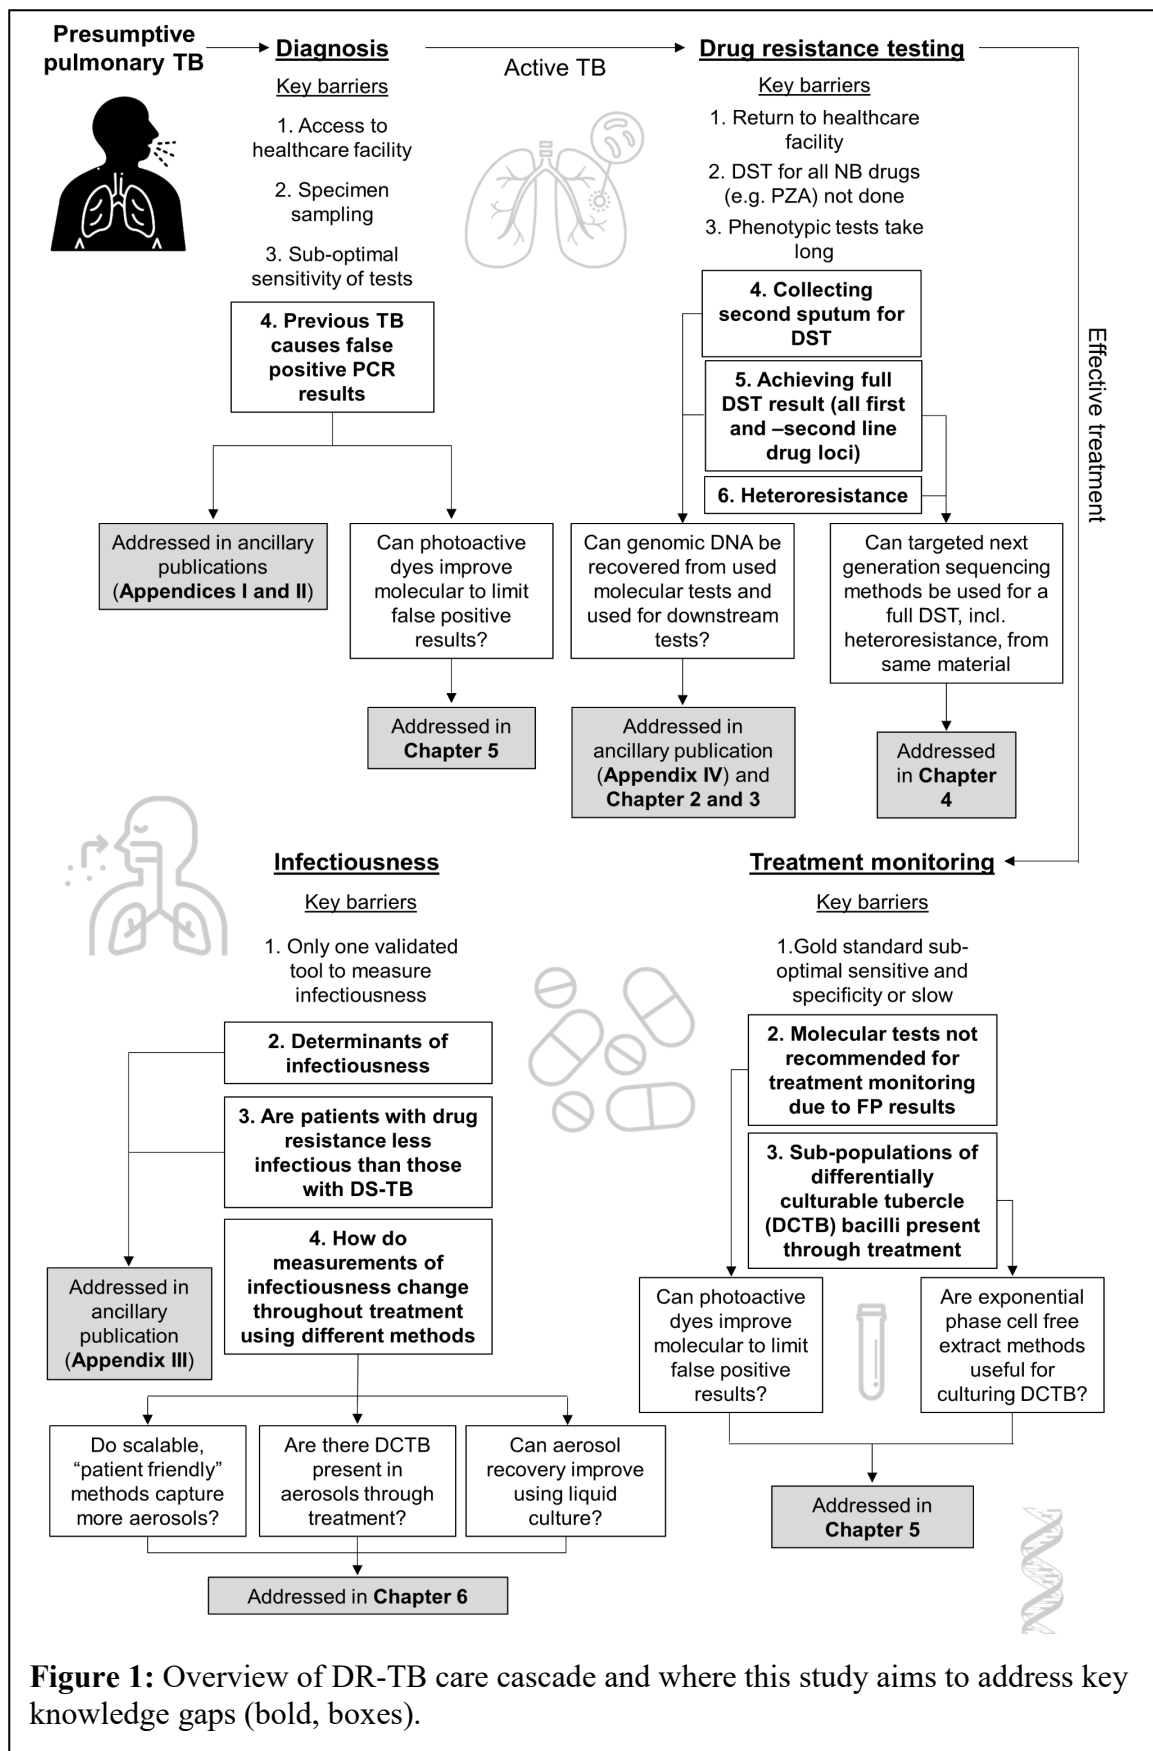 Presumptive
pulmonary TB
Diagnosis
Key barriers
1. Access to
healthcare facility
2. Specimen
sampling
3. Sub-optimal
sensitivity of tests
4. Previous TB
causes false
positive PCR
results
Addressed in ancillary
publications
(Appendices I and II)
Can photoactive
dyes improve
molecular to limit
false positive
results?
Addressed in
Chapter 5
Active TB
Drug resistance testing
Key barriers
1. Return to healthcare
facility
2. DST for all NB drugs
(e.g. PZA) not done
3. Phenotypic tests take
long
4. Collecting
second sputum for
DST
5. Achieving full
DST result (all first
and –second line
drug loci)
6. Heteroresistance
Can genomic DNA be
recovered from used
molecular tests and
used for downstream
tests?
Addressed in
ancillary publication
(Appendix IV) and
Chapter 2 and 3
Can targeted next
generation sequencing
methods be used for a
full DST, incl.
heteroresistance, from
same material
Addressed
in Chapter
4
Effective treatment
Infectiousness
Key barriers
1. Only one validated
tool to measure
infectiousness
2. Determinants of
infectiousness
3. Are patients with drug
resistance less
infectious than those
with DS-TB
4. How do
measurements of
infectiousness change
throughout treatment
using different methods
Addressed in
ancillary
publication
(Appendix III)
Do scalable,
“patient friendly”
methods capture
more aerosols?
Are there DCTB
present in
aerosols through
treatment?
Can aerosol
recovery improve
using liquid
culture?
Addressed in Chapter 6
Treatment monitoring
Key barriers
1.Gold standard sub-
optimal sensitive and
specificity or slow
2. Molecular tests not
recommended for
treatment monitoring
due to FP results
3. Sub-populations of
differentially
culturable tubercle
(DCTB) bacilli present
through treatment
Can photoactive
dyes improve
molecular to limit
false positive
results?
Are exponential
phase cell free
extract methods
useful for
culturing DCTB?
Addressed in
Chapter 5
Figure 1: Overview of DR-TB care cascade and where this study aims to address key
knowledge gaps (bold, boxes).